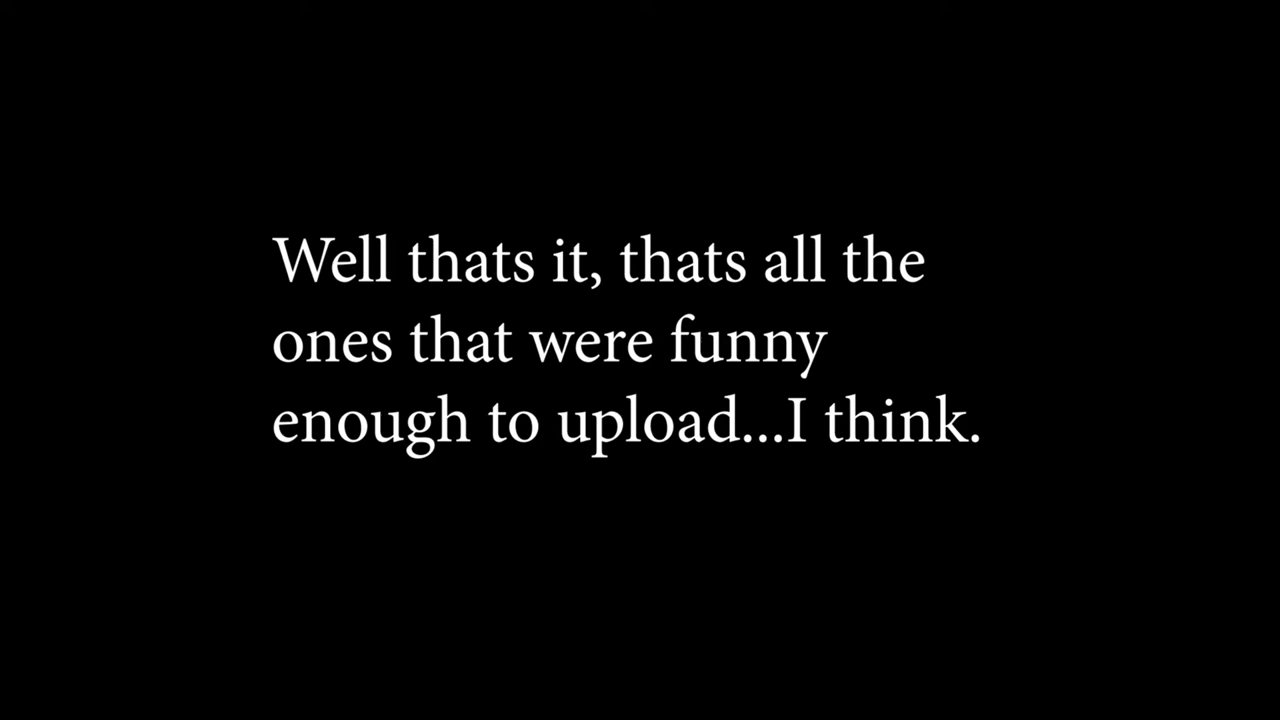 Well thats it, thats all the
ones that were funny
enough to upload...I think.